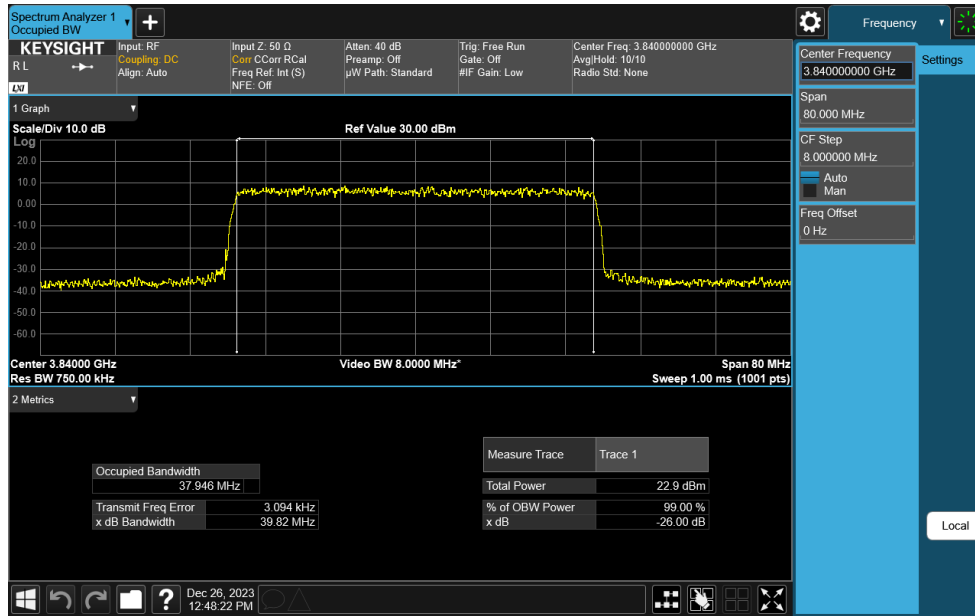 Spectrum Analyzer 1
Occupied BW
Frequency
KEYSIGHT
R L
LXI
Input: RF
Coupling: DC
Align: Auto
Input Z: 50 Ω
Corr CCorr RCal
Freq Ref: Int (S)
NFE: Off
Atten: 40 dB
Preamp: Off
µW Path: Standard
Trig: Free Run
Gate: Off
#IF Gain: Low
Center Freq: 3.840000000 GHz
Avg|Hold: 10/10
Radio Std: None
Center Frequency
3.840000000 GHz
Settings
Span
80.000 MHz
CF Step
8.000000 MHz
Auto
Man
Freq Offset
0 Hz
Local
1 Graph
Scale/Div 10.0 dB
Ref Value 30.00 dBm
Log
20.0
10.0
0.00
-10.0
-20.0
-30.0
-40.0
-50.0
-60.0
Center 3.84000 GHz
Video BW 8.0000 MHz*
Span 80 MHz
Res BW 750.00 kHz
Sweep 1.00 ms (1001 pts)
2 Metrics
Measure Trace Trace 1
Occupied Bandwidth
37.946 MHz
Total Power 22.9 dBm
Transmit Freq Error 3.094 kHz
% of OBW Power 99.00 %
x dB Bandwidth 39.82 MHz
x dB -26.00 dB
?
Dec 26, 2023
12:48:22 PM